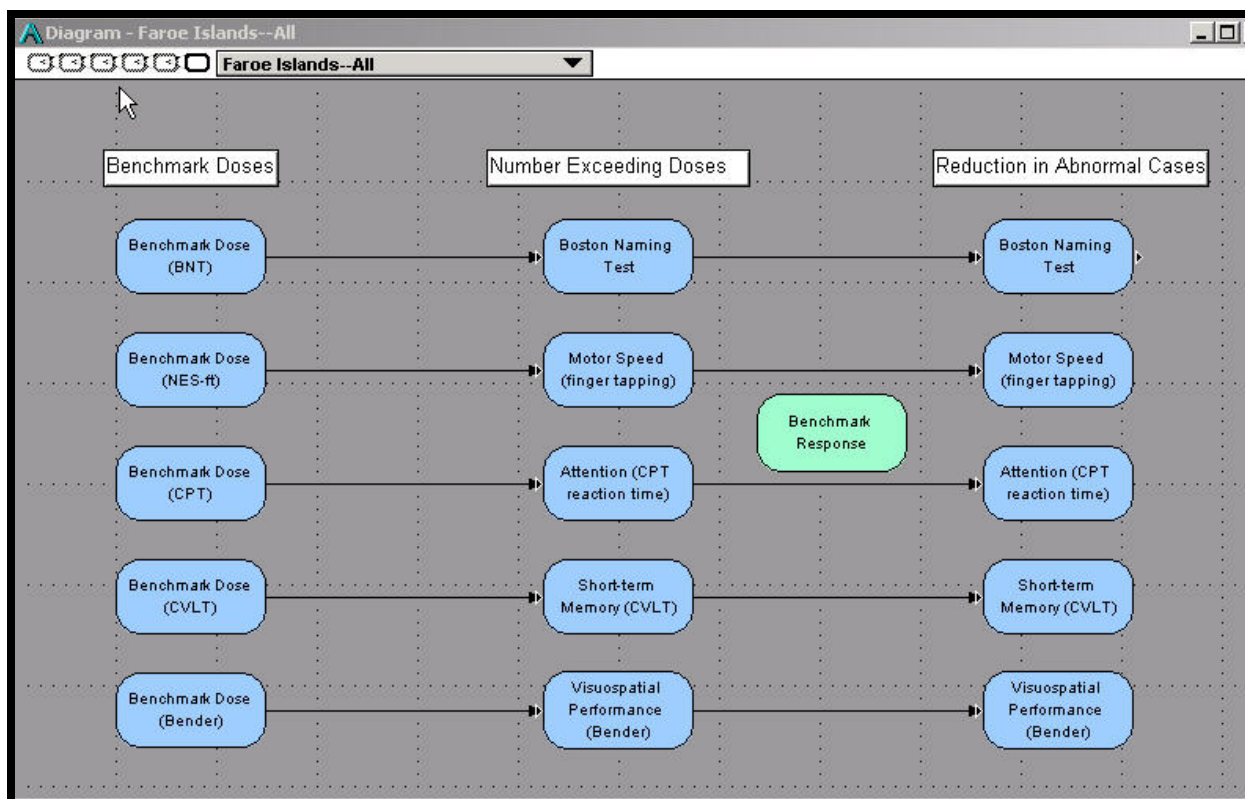 Diagram - Faroe Islands--All
Faroe Islands--All
Benchmark Doses
Number Exceeding Doses
Reduction in Abnormal Cases
Benchmark Dose
(BNT)
Boston Naming
Test
Boston Naming
Test
Benchmark Dose
(NES-ft)
Motor Speed
(finger tapping)
Motor Speed
(finger tapping)
Benchmark
Response
Benchmark Dose
(CPT)
Attention (CPT
reaction time)
Attention (CPT
reaction time)
Benchmark Dose
(CVLT)
Short-term
Memory (CVLT)
Short-term
Memory (CVLT)
Benchmark Dose
(Bender)
Visuospatial
Performance
(Bender)
Visuospatial
Performance
(Bender)